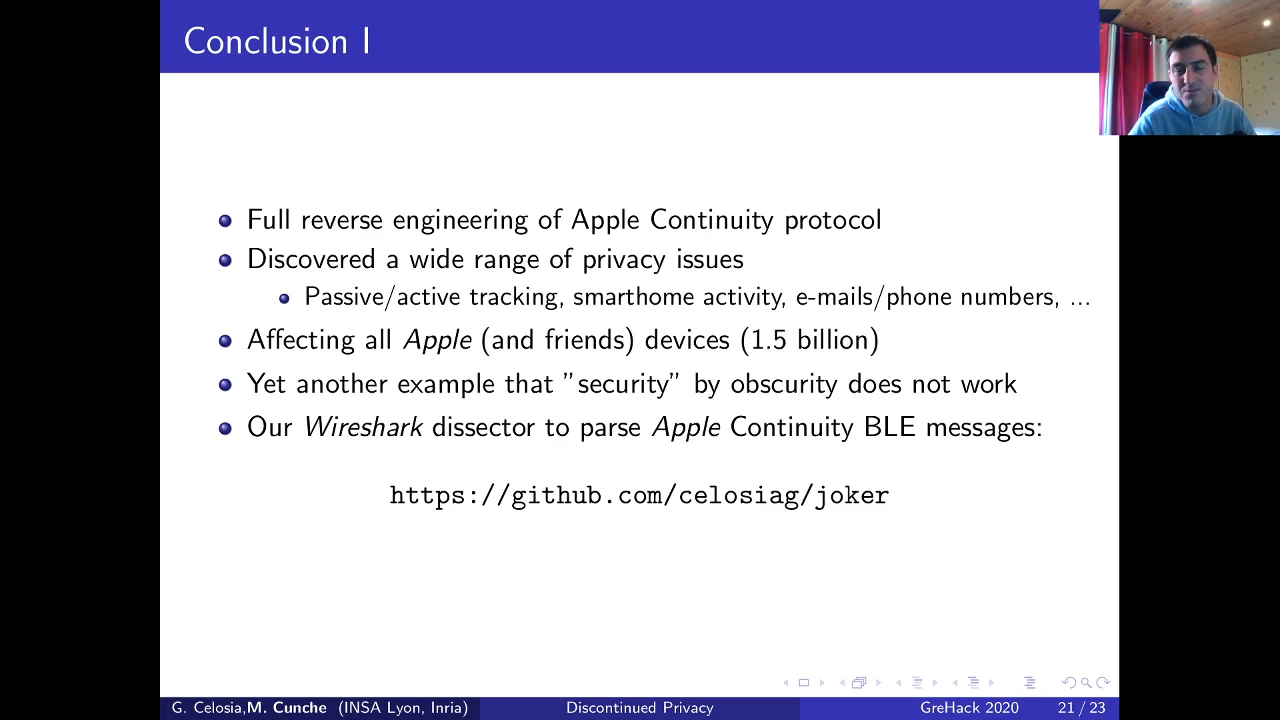 Conclusion I
Full reverse engineering of Apple Continuity protocol
Discovered a wide range of privacy issues
Passive/active tracking, smarthome activity, e-mails/phone numbers, ...
Affecting all Apple (and friends) devices (1.5 billion)
Yet another example that ”security” by obscurity does not work
Our Wireshark dissector to parse Apple Continuity BLE messages:
https://github.com/celosiag/joker
G. Celosia,M. Cunche (INSA Lyon, Inria) Discontinued Privacy GreHack 2020 21 / 23